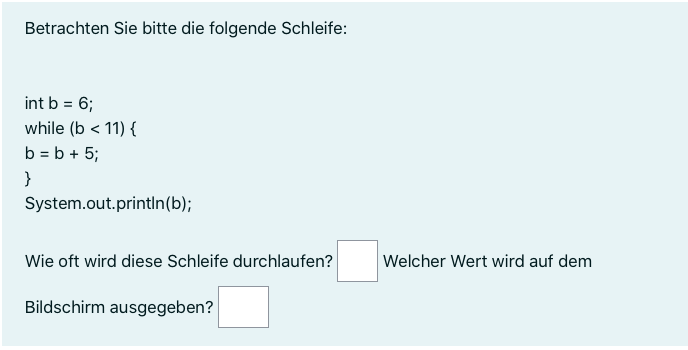 Betrachten Sie bitte die folgende Schleife:
int b = 6;
while (b < 11) {
b = b + 5;
}
System.out.println(b);
Wie oft wird diese Schleife durchlaufen? Welcher Wert wird auf dem
Bildschirm ausgegeben?